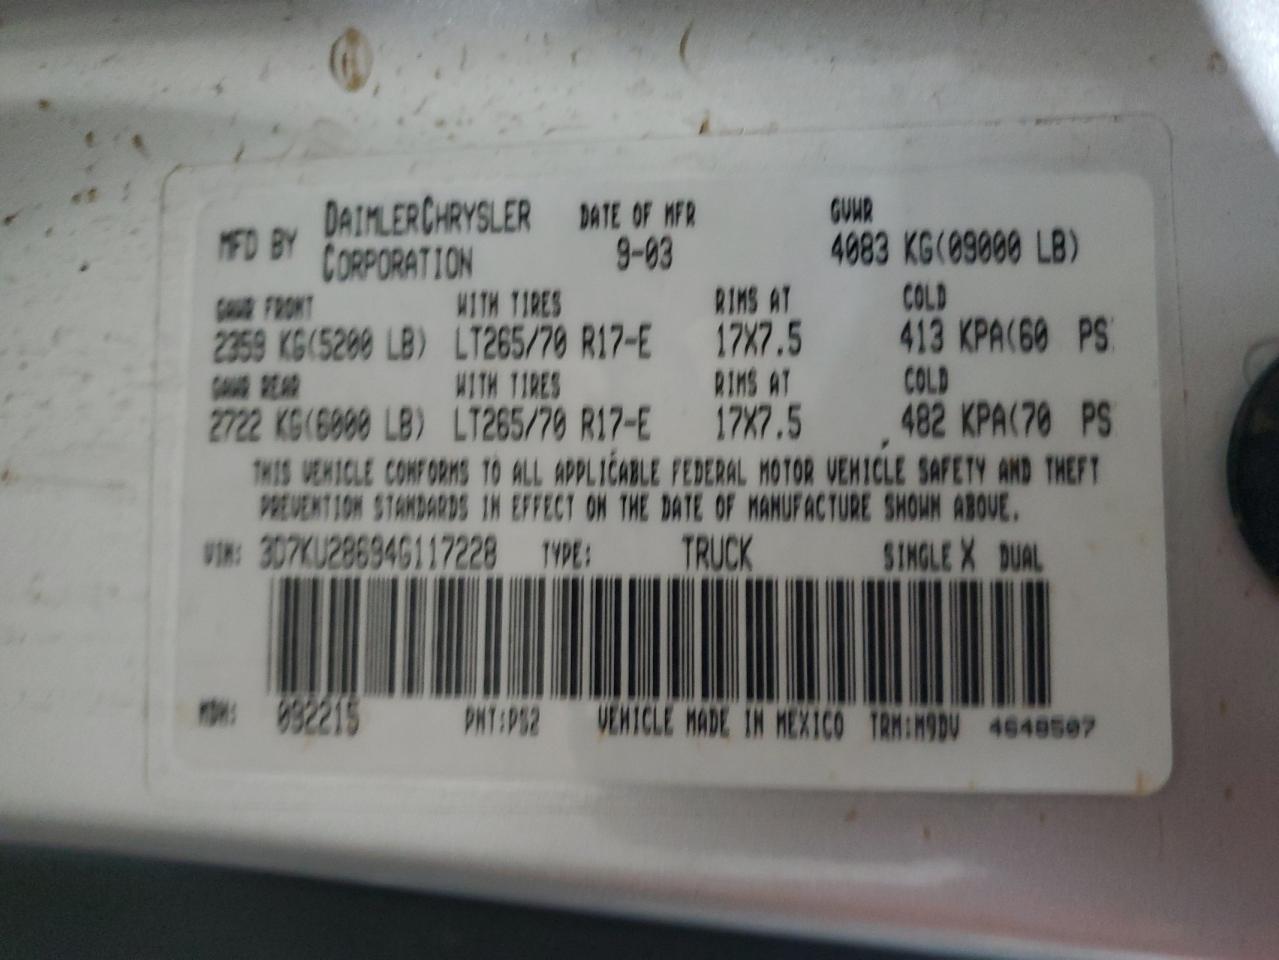 MFD BY DAIMLERCHRYSLER CORPORATION DATE OF MFR 9-03 GVWR 4083 KG(09000 LB)
GAWR FRONT WITH TIRES RIMS AT COLD
2359 KG(5200 LB) LT265/70 R17-E 17X7.5 413 KPA(60 PS
GAWR REAR WITH TIRES RIMS AT COLD
2722 KG(6000 LB) LT265/70 R17-E 17X7.5 482 KPA(70 PS
THIS VEHICLE CONFORMS TO ALL APPLICABLE FEDERAL MOTOR VEHICLE SAFETY AND THEFT
PREVENTION STANDARDS IN EFFECT ON THE DATE OF MANUFACTURE SHOWN ABOVE.
VIN: 3D7KU28694G117228 TYPE: TRUCK SINGLE X DUAL
MDH: 092215 PNT:PS2 VEHICLE MADE IN MEXICO TRM:M9DV 4648507